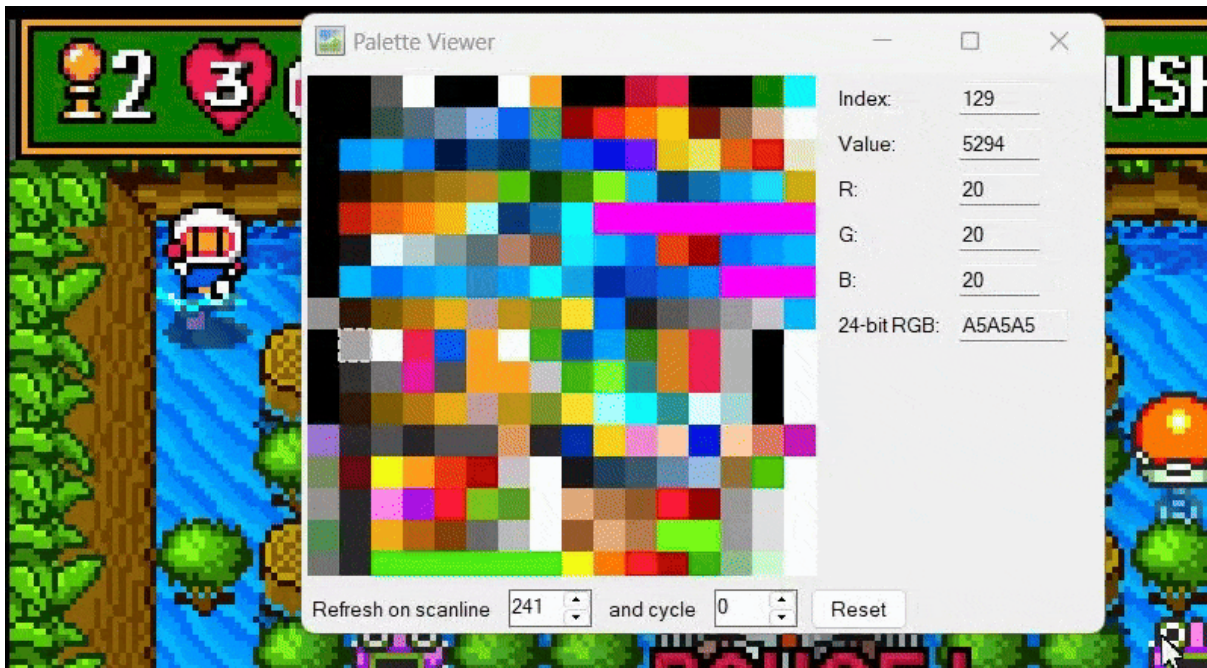 Palette Viewer
2 3 USH
Index: 129
Value: 5294
R: 20
G: 20
B: 20
24-bit RGB: A5A5A5
Refresh on scanline 241 and cycle 0 Reset